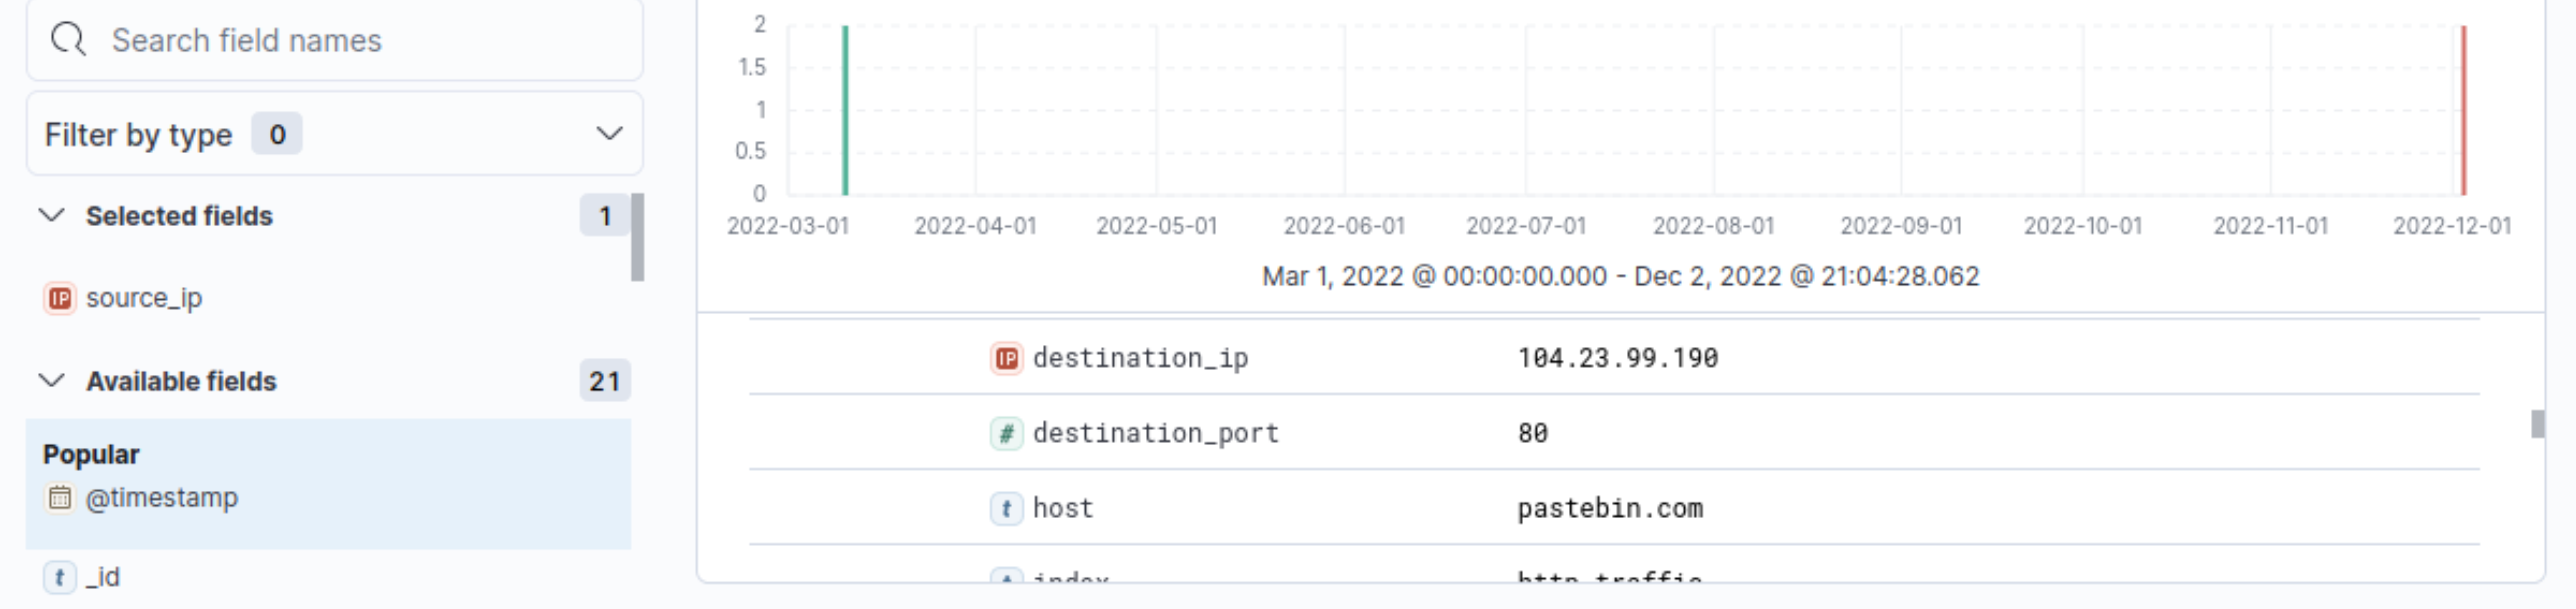 Search field names
Filter by type 0
Selected fields 1
source_ip
Available fields 21
Popular
@timestamp
_id
2
1.5
1
0.5
0
2022-03-01 2022-04-01 2022-05-01 2022-06-01 2022-07-01 2022-08-01 2022-09-01 2022-10-01 2022-11-01 2022-12-01
Mar 1, 2022 @ 00:00:00.000 - Dec 2, 2022 @ 21:04:28.062
destination_ip 104.23.99.190
destination_port 80
host pastebin.com
index